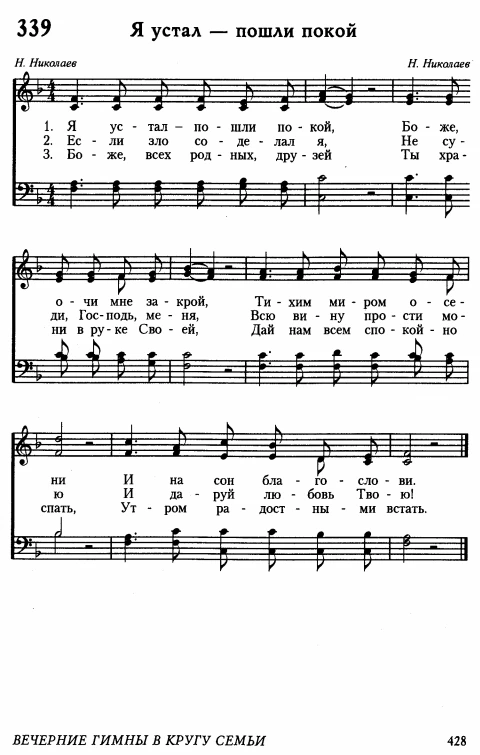 339 Я устал — пошли покой
Н. Николаев Н. Николаев
1. Я ус - тал - по - шли по - кой, Бо - же,
2. Ес - ли зло со - де - лал я, Не су -
3. Бо - же, всех род - ных, дру - зей Ты хра -
о - чи мне за - крой, Ти - хим ми - ром о - се -
ди, Гос - подь, ме - ня, Всю ви - ну про - сти мо -
ни в ру - ке Сво - ей, Дай нам всем спо - кой - но
ни И на сон бла - го - сло - ви.
ю И да - руй лю - бовь Тво - ю!
спать, Ут - ром ра - дост - ны - ми встать.
ВЕЧЕРНИЕ ГИМНЫ В КРУГУ СЕМЬИ 428